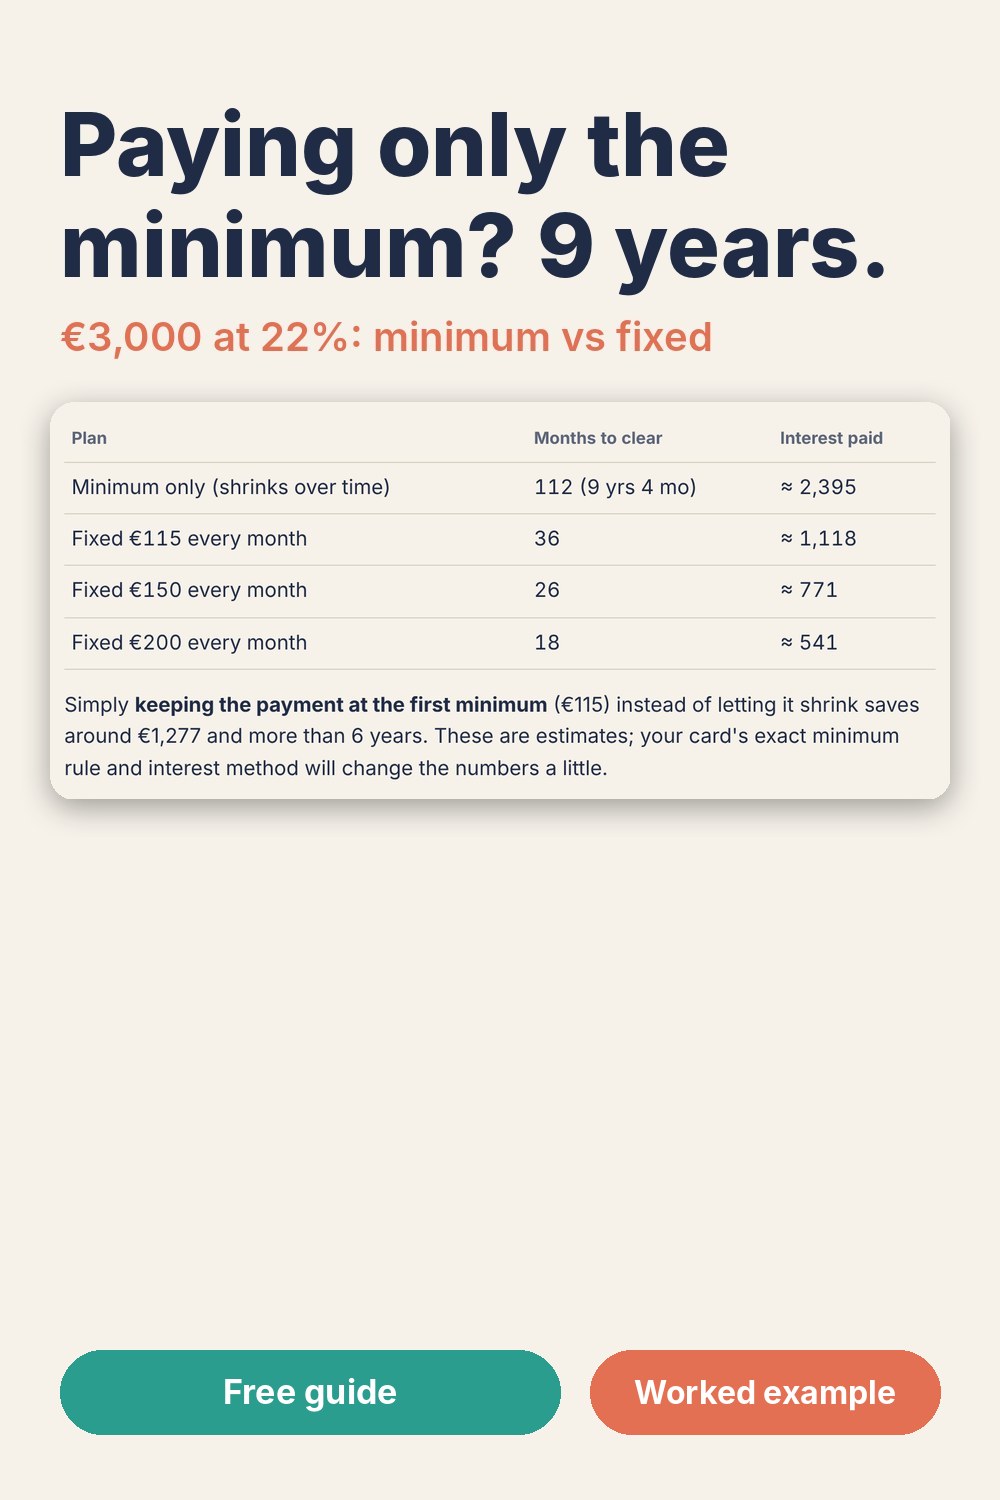 Paying only the
minimum? 9 years.
€3,000 at 22%: minimum vs fixed
Plan Months to clear Interest paid
Minimum only (shrinks over time) 112 (9 yrs 4 mo) ≈ 2,395
Fixed €115 every month 36 ≈ 1,118
Fixed €150 every month 26 ≈ 771
Fixed €200 every month 18 ≈ 541
Simply keeping the payment at the first minimum (€115) instead of letting it shrink saves
around €1,277 and more than 6 years. These are estimates; your card's exact minimum
rule and interest method will change the numbers a little.
Free guide Worked example